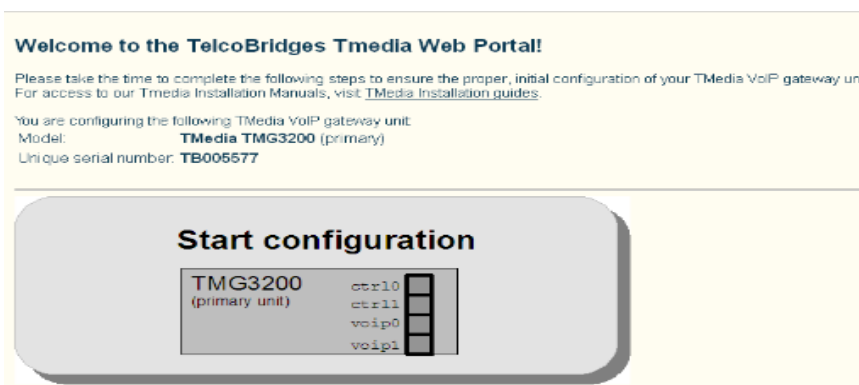 Welcome to the TelcoBridges Tmedia Web Portal!
Please take the time to complete the following steps to ensure the proper, initial configuration of your TMedia VoIP gateway un
For access to our Tmedia Installation Manuals, visit TMedia Installation guides.
You are configuring the following TMedia VoIP gateway unit:
Model: TMedia TMG3200 (primary)
Unique serial number: TB005577
Start configuration
TMG3200
(primary unit)
ctrl0
ctrl1
voip0
voip1